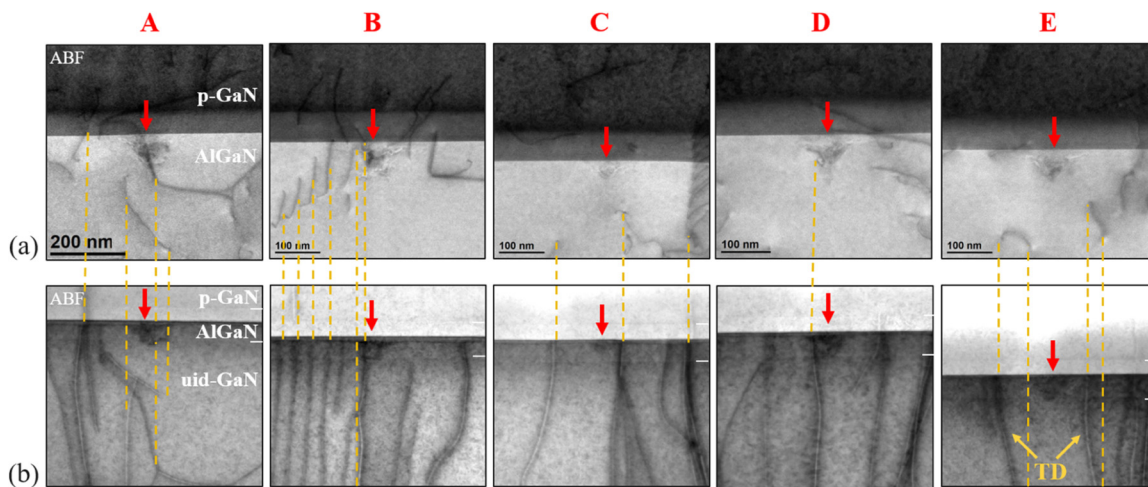 A B C D E
ABF
p-GaN
AlGaN
(a)
200 nm 100 nm 100 nm 100 nm 100 nm
ABF
p-GaN
AlGaN
uid-GaN
TD
(b)